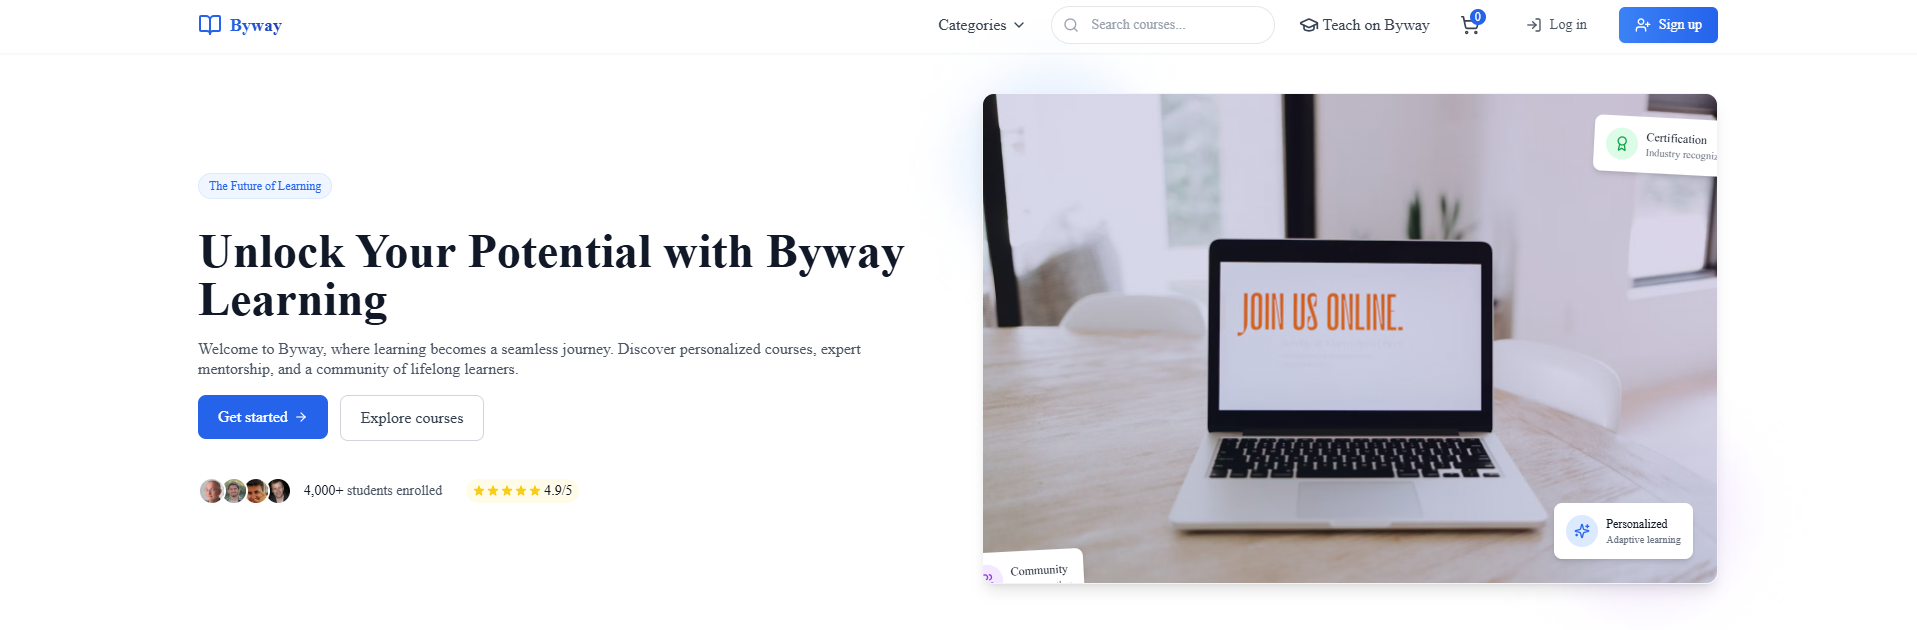 Byway
Categories
Search courses...
Teach on Byway
0
Log in
Sign up
The Future of Learning
Unlock Your Potential with Byway
Learning
Welcome to Byway, where learning becomes a seamless journey. Discover personalized courses, expert
mentorship, and a community of lifelong learners.
Get started
Explore courses
4,000+ students enrolled
4.9/5
Certification
Industry
JOIN US ONLINE.
Personalized
Adaptive learning
Community